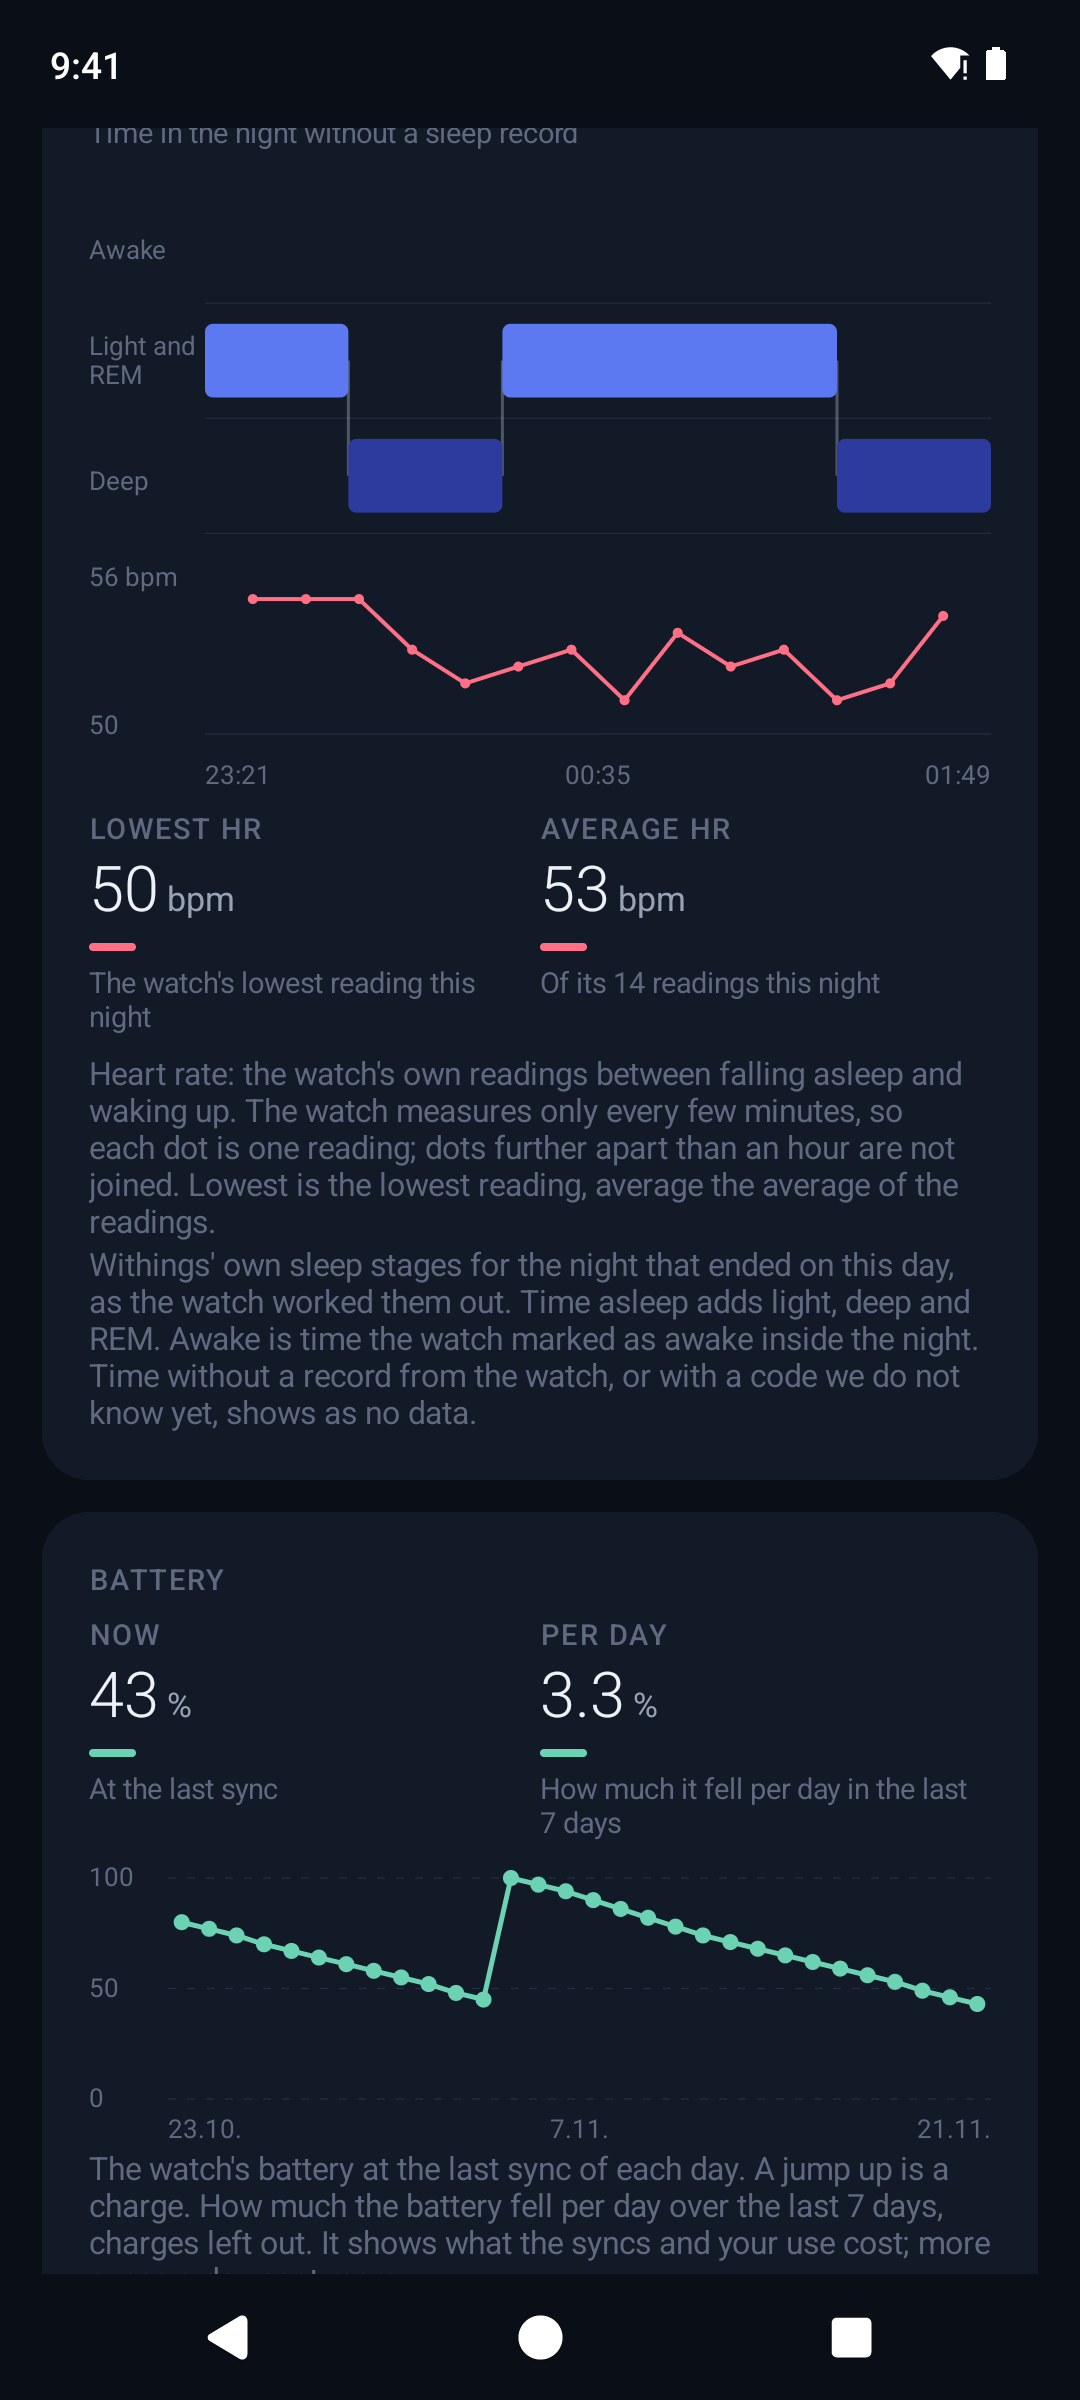 9:41
Time in the night without a sleep record
Awake
Light and
REM
Deep
56 bpm
50
23:21 00:35 01:49
LOWEST HR AVERAGE HR
50 bpm 53 bpm
The watch's lowest reading this
night
Of its 14 readings this night
Heart rate: the watch's own readings between falling asleep and
waking up. The watch measures only every few minutes, so
each dot is one reading; dots further apart than an hour are not
joined. Lowest is the lowest reading, average the average of the
readings.
Withings' own sleep stages for the night that ended on this day,
as the watch worked them out. Time asleep adds light, deep and
REM. Awake is time the watch marked as awake inside the night.
Time without a record from the watch, or with a code we do not
know yet, shows as no data.
BATTERY
NOW PER DAY
43 % 3.3 %
At the last sync
How much it fell per day in the last
7 days
100
50
0
23.10. 7.11. 21.11.
The watch's battery at the last sync of each day. A jump up is a
charge. How much the battery fell per day over the last 7 days,
charges left out. It shows what the syncs and your use cost; more